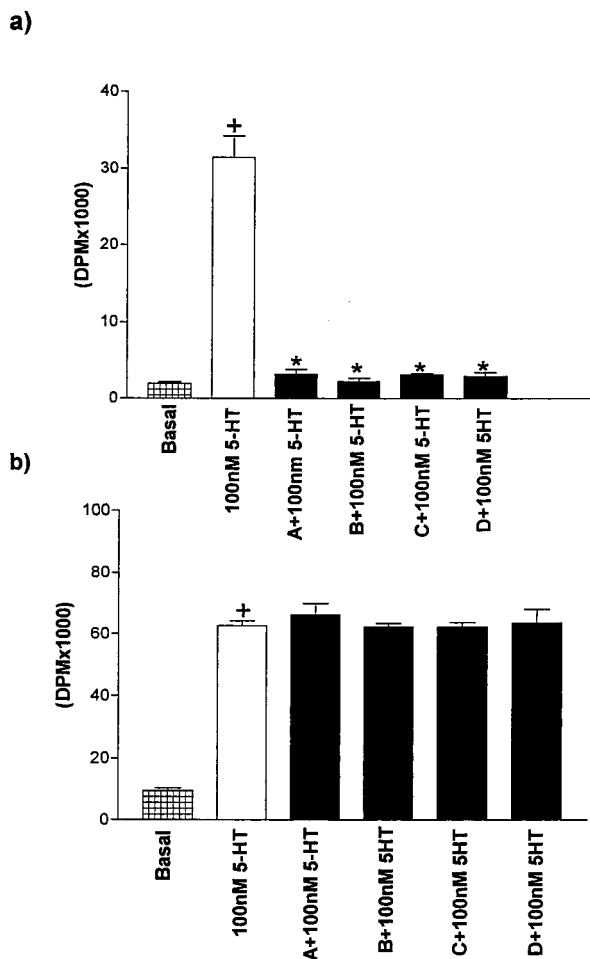 a)
40
30
20
10
0
(DPMx1000)
+
*
*
*
*
Basal
100nM 5-HT
A+100nm 5-HT
B+100nM 5-HT
C+100nM 5-HT
D+100nM 5HT
b)
100
80
60
40
20
0
(DPMx1000)
+
Basal
100nM 5-HT
A+100nM 5-HT
B+100nM 5HT
C+100nM 5HT
D+100nM 5HT